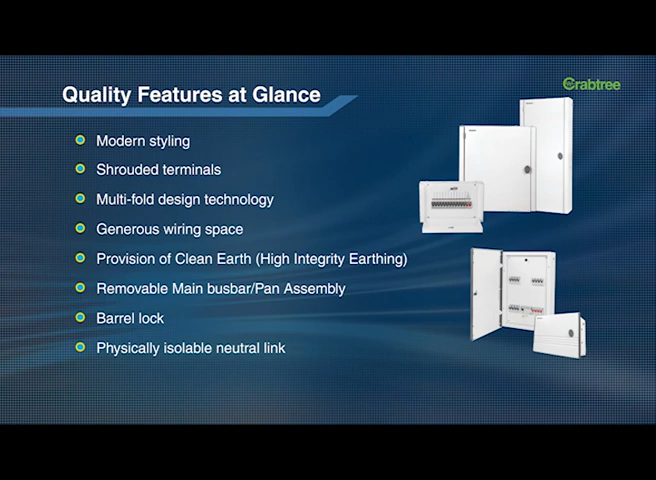 Quality Features at Glance
Crabtree
Modern styling
Shrouded terminals
Multi-fold design technology
Generous wiring space
Provision of Clean Earth (High Integrity Earthing)
Removable Main busbar/Pan Assembly
Barrel lock
Physically isolable neutral link